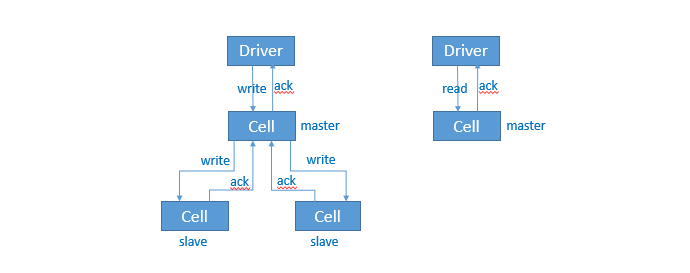 Driver
Driver
write
ack
read
ack
Cell
master
Cell
master
write
write
ack
ack
Cell
Cell
slave
slave